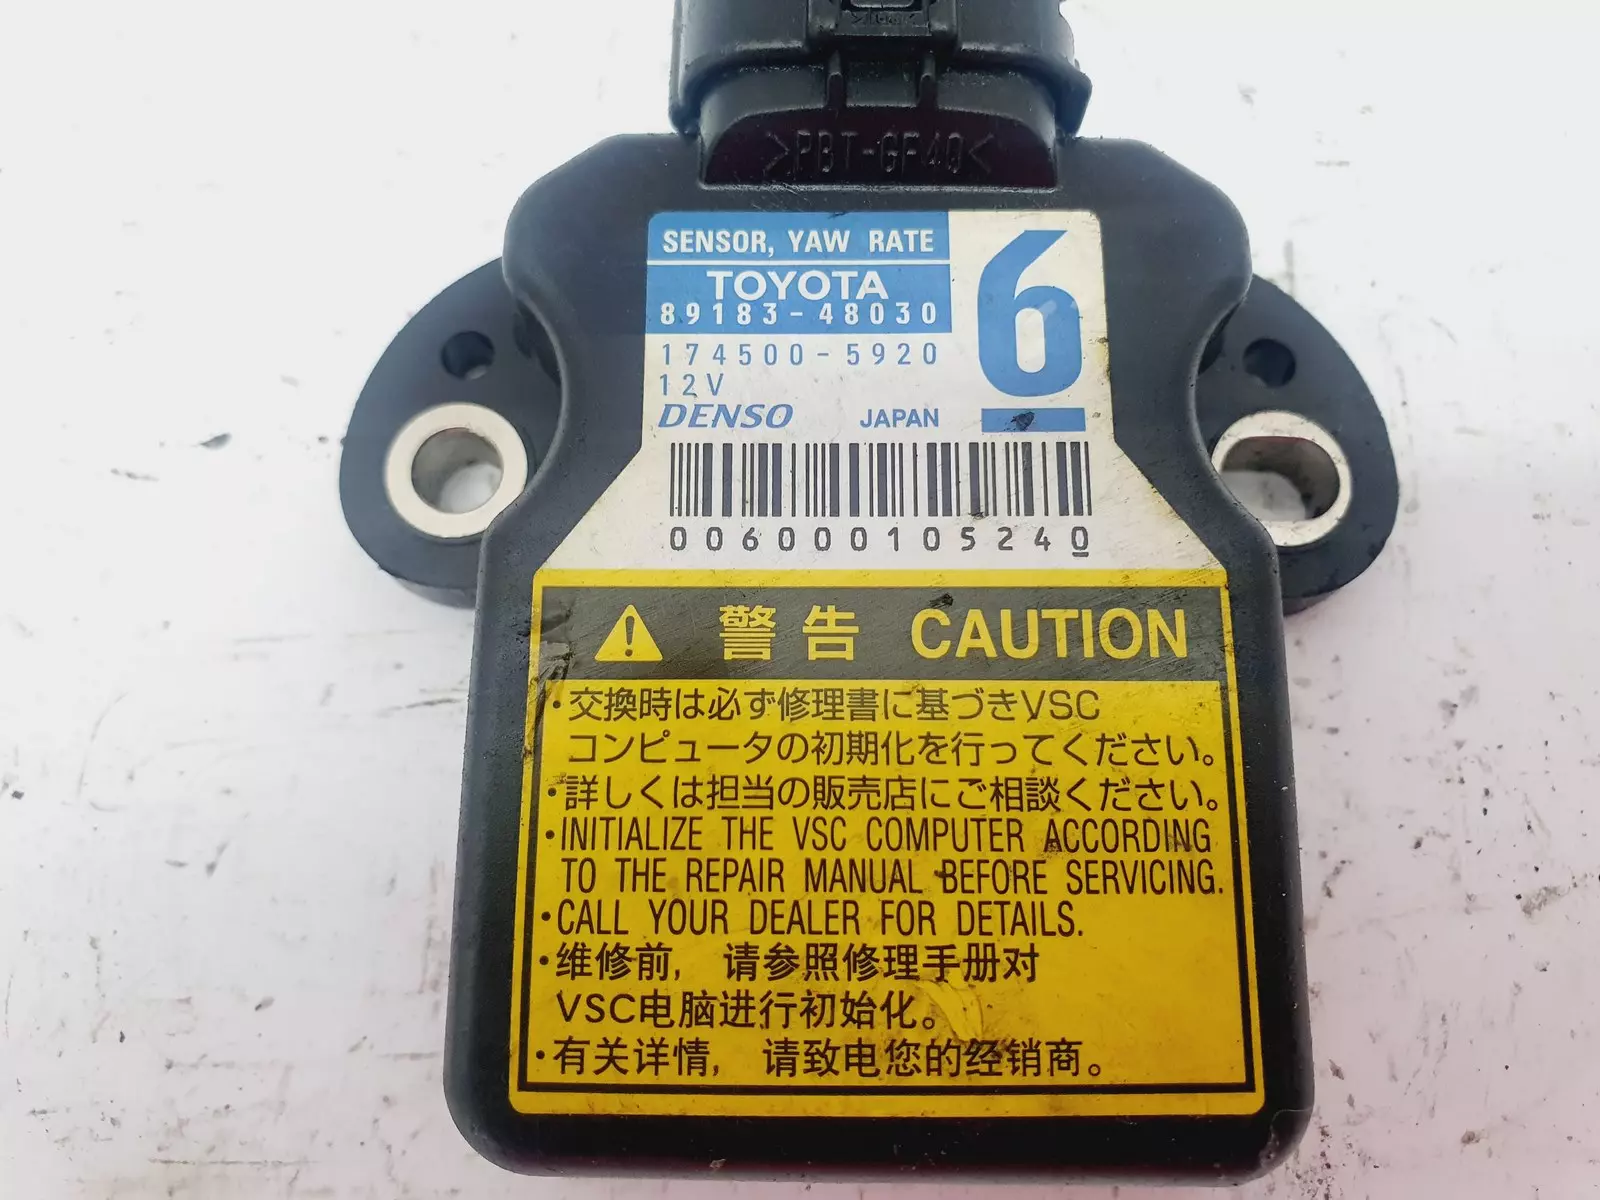 >PBT-GF40<
SENSOR, YAW RATE
TOYOTA
89183-48030
6
174500-5920
12V
DENSO JAPAN
006000105240
警告 CAUTION
・交換時は必ず修理書に基づきVSC
コンピュータの初期化を行ってください。
・詳しくは担当の販売店にご相談ください。
・INITIALIZE THE VSC COMPUTER ACCORDING
TO THE REPAIR MANUAL BEFORE SERVICING.
・CALL YOUR DEALER FOR DETAILS.
・维修前，请参照修理手册对
VSC电脑进行初始化。
・有关详情，请致电您的经销商。